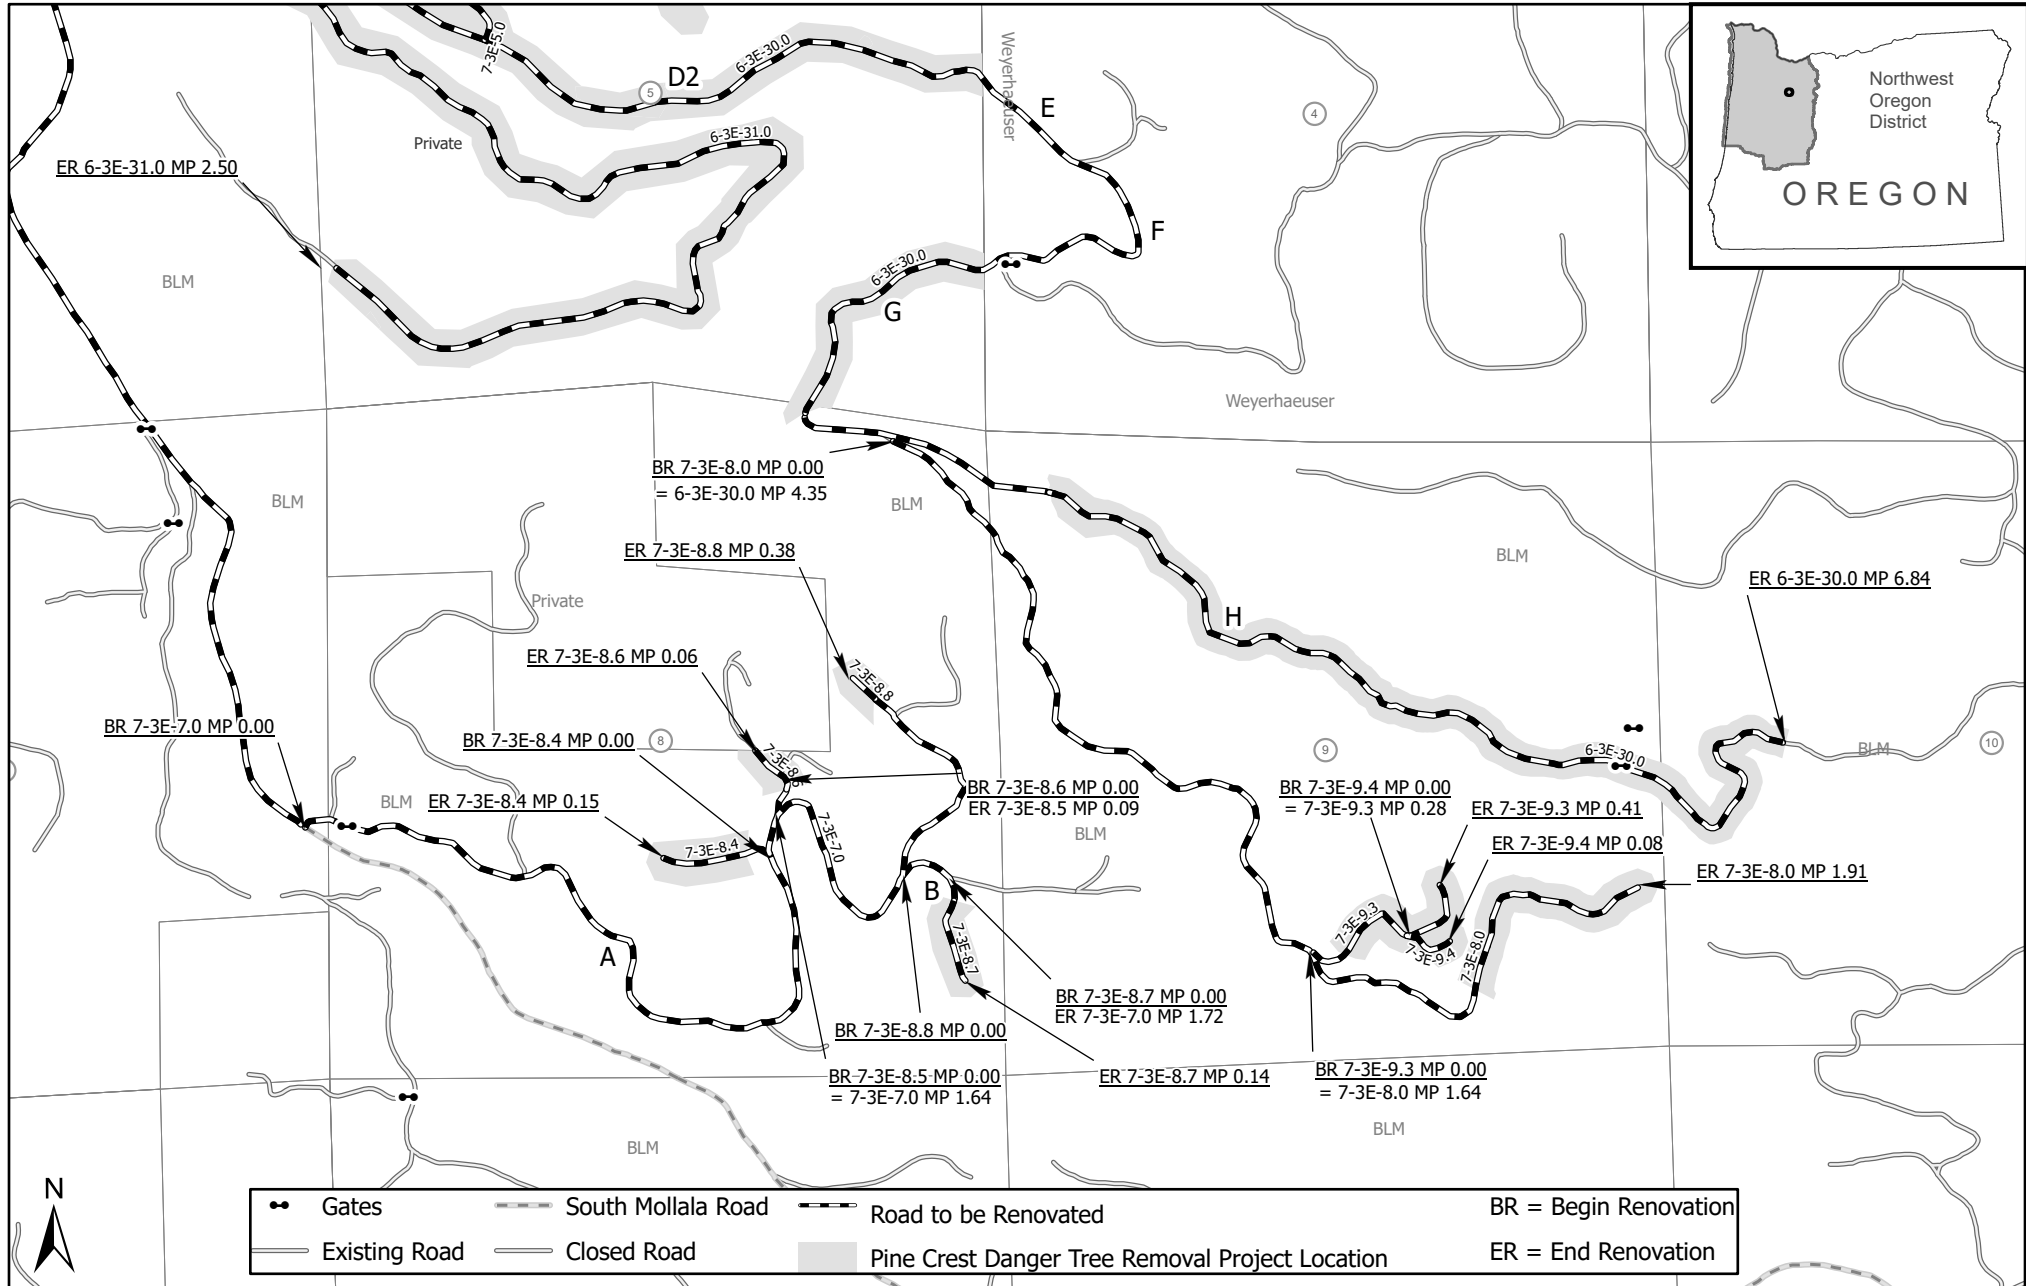 7-3E-5.0
5
D2
6-3E-30.0
Weyerhaeuser
E
4
Northwest
Oregon
District
OREGON
Private
6-3E-31.0
ER 6-3E-31.0 MP 2.50
F
BLM
6-3E-30.0
G
Weyerhaeuser
BR 7-3E-8.0 MP 0.00
= 6-3E-30.0 MP 4.35
BLM
BLM
ER 7-3E-8.8 MP 0.38
BLM
ER 6-3E-30.0 MP 6.84
Private
H
ER 7-3E-8.6 MP 0.06
7-3E-8.8
BR 7-3E-7.0 MP 0.00
BR 7-3E-8.4 MP 0.00
8
9
6-3E-30.0
BLM
10
7-3E-8.6
BR 7-3E-8.6 MP 0.00
ER 7-3E-8.5 MP 0.09
BR 7-3E-9.4 MP 0.00
= 7-3E-9.3 MP 0.28
BLM
ER 7-3E-8.4 MP 0.15
ER 7-3E-9.3 MP 0.41
7-3E-7.0
BLM
ER 7-3E-9.4 MP 0.08
7-3E-8.4
ER 7-3E-8.0 MP 1.91
B
7-3E-9.3
7-3E-9.4
7-3E-8.0
A
7-3E-8.7
BR 7-3E-8.7 MP 0.00
ER 7-3E-7.0 MP 1.72
BR 7-3E-8.8 MP 0.00
BR 7-3E-8.5 MP 0.00
= 7-3E-7.0 MP 1.64
ER 7-3E-8.7 MP 0.14
BR 7-3E-9.3 MP 0.00
= 7-3E-8.0 MP 1.64
BLM
BLM
N
Gates
South Mollala Road
Road to be Renovated
BR = Begin Renovation
Existing Road
Closed Road
Pine Crest Danger Tree Removal Project Location
ER = End Renovation